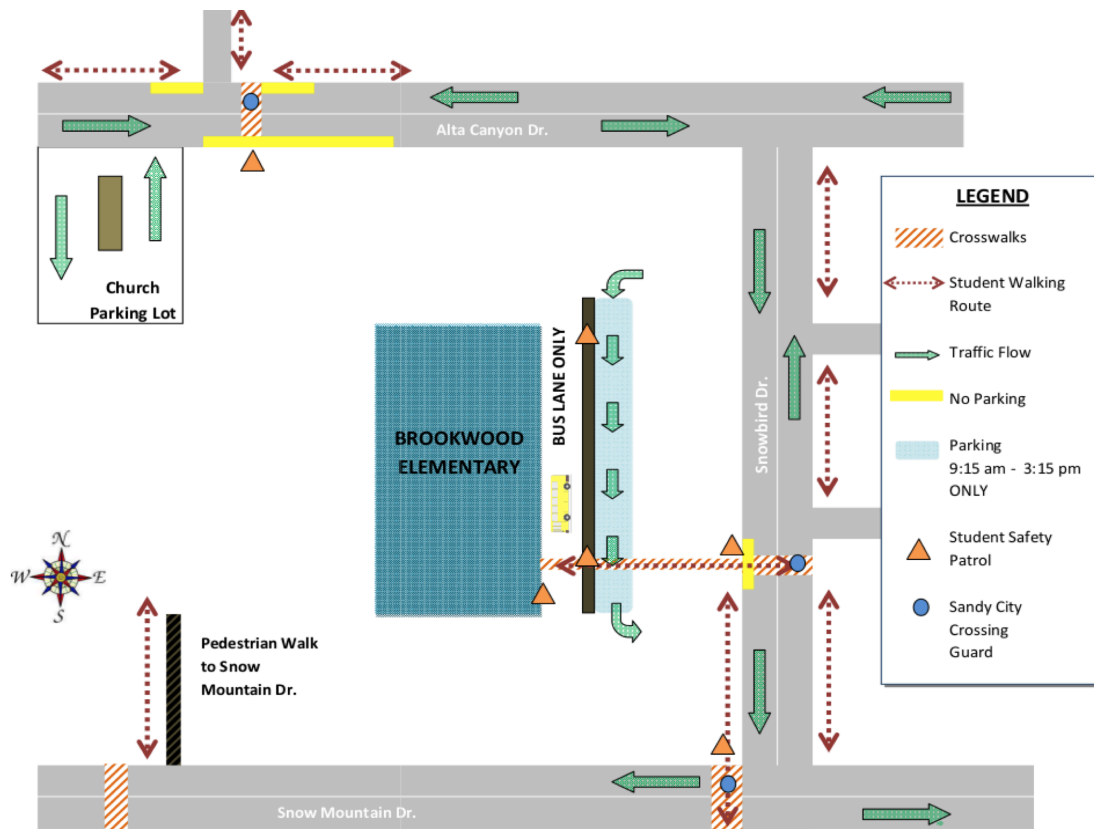 Alta Canyon Dr.
Church
Parking Lot
LEGEND
Crosswalks
Student Walking
Route
Traffic Flow
No Parking
Parking
9:15 am - 3:15 pm
ONLY
Student Safety
Patrol
Sandy City
Crossing
Guard
BUS LANE ONLY
BROOKWOOD
ELEMENTARY
Snowbird Dr.
N
W E
S
Pedestrian Walk
to Snow
Mountain Dr.
Snow Mountain Dr.